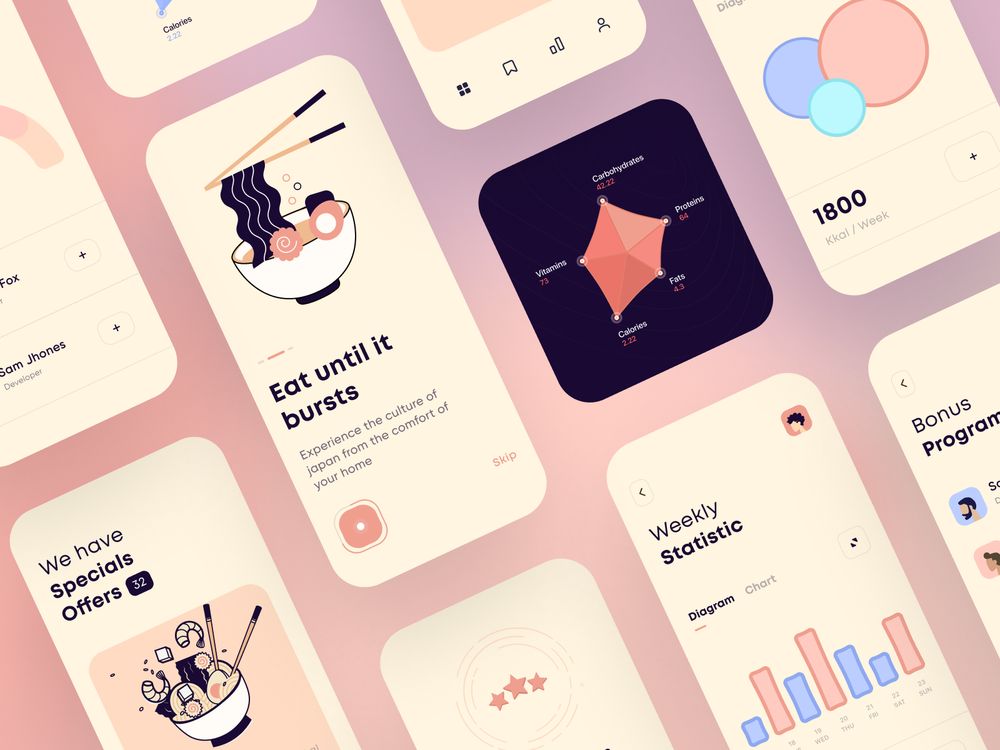 Calories
2.22
Fox
Sam Jhones
Developer
Eat until it
bursts
Experience the culture of
japan from the comfort of
your home
Skip
Carbohydrates
42.22
Proteins
64
Vitamins
73
Fats
4.3
Calories
2.22
1800
Kkal / Week
We have
Specials
Offers 32
Weekly
Statistic
Diagram Chart
18
19
WED
20
THU
21
FRI
22
SAT
23
SUN
Bonus
Program